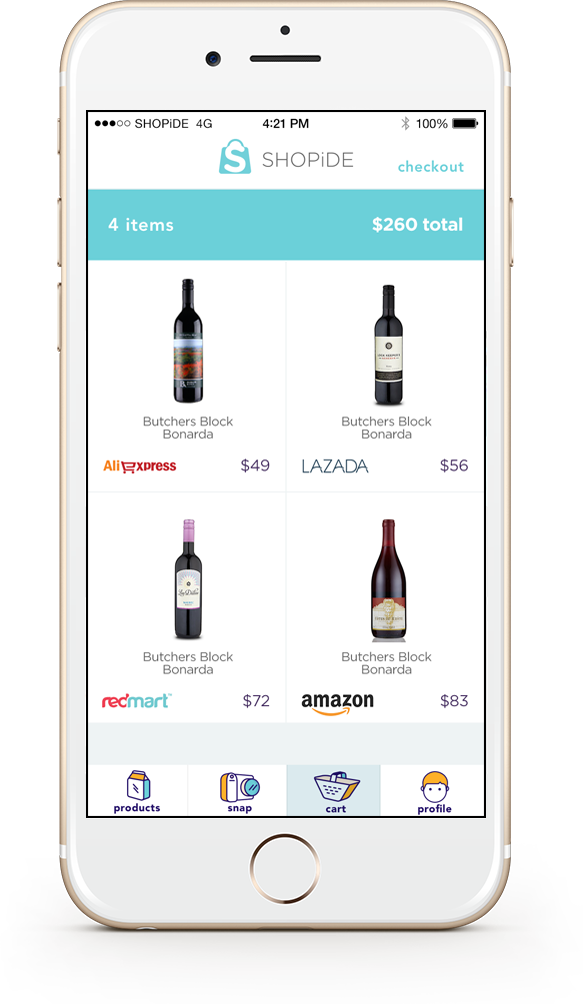 SHOPiDE 4G 4:21 PM 100%
S SHOPiDE
checkout
4 items $260 total
Butchers Block
Bonarda
AliExpress $49
Butchers Block
Bonarda
LAZADA $56
Butchers Block
Bonarda
redmart $72
Butchers Block
Bonarda
amazon $83
products snap cart profile